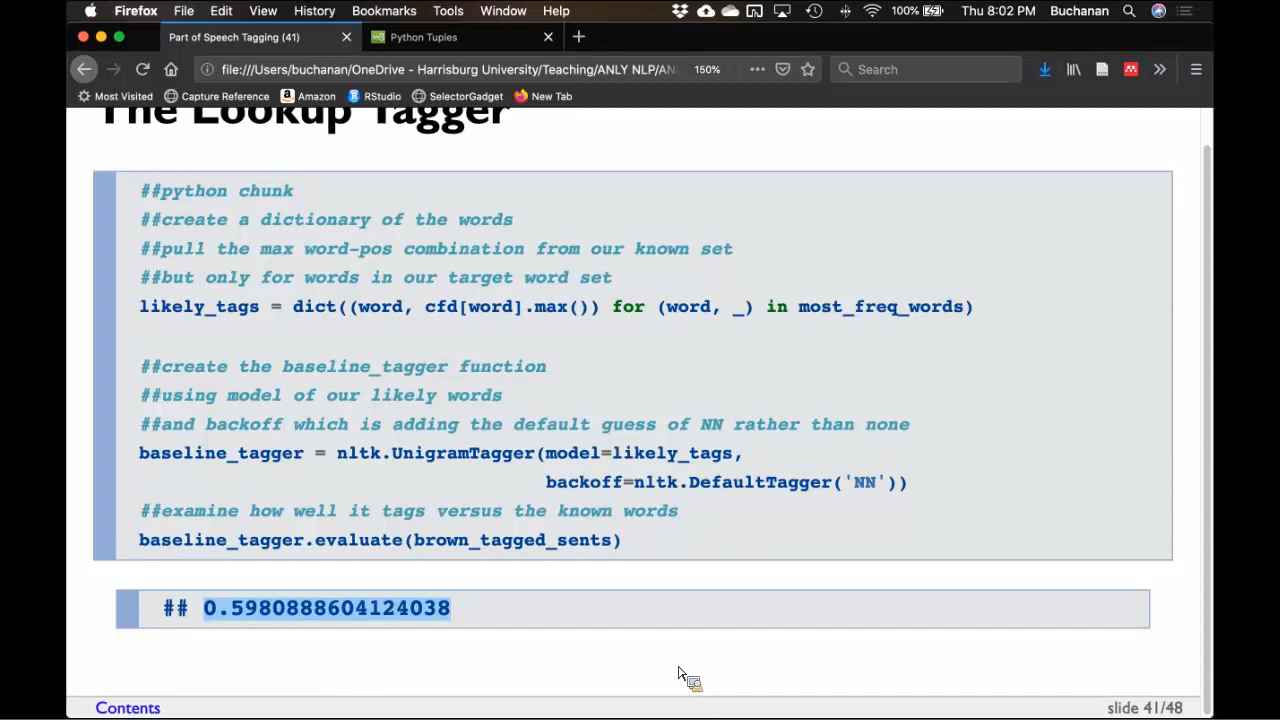 Firefox File Edit View History Bookmarks Tools Window Help 100% Thu 8:02 PM Buchanan
Part of Speech Tagging (41) Python Tuples
file:///Users/buchanan/OneDrive - Harrisburg University/Teaching/ANLY NLP/AN 150% Search
Most Visited Capture Reference Amazon RStudio SelectorGadget New Tab
The Lookup Tagger
##python chunk
##create a dictionary of the words
##pull the max word-pos combination from our known set
##but only for words in our target word set
likely_tags = dict((word, cfd[word].max()) for (word, _) in most_freq_words)
##create the baseline_tagger function
##using model of our likely words
##and backoff which is adding the default guess of NN rather than none
baseline_tagger = nltk.UnigramTagger(model=likely_tags,
backoff=nltk.DefaultTagger('NN'))
##examine how well it tags versus the known words
baseline_tagger.evaluate(brown_tagged_sents)
## 0.5980888604124038
Contents slide 41/48